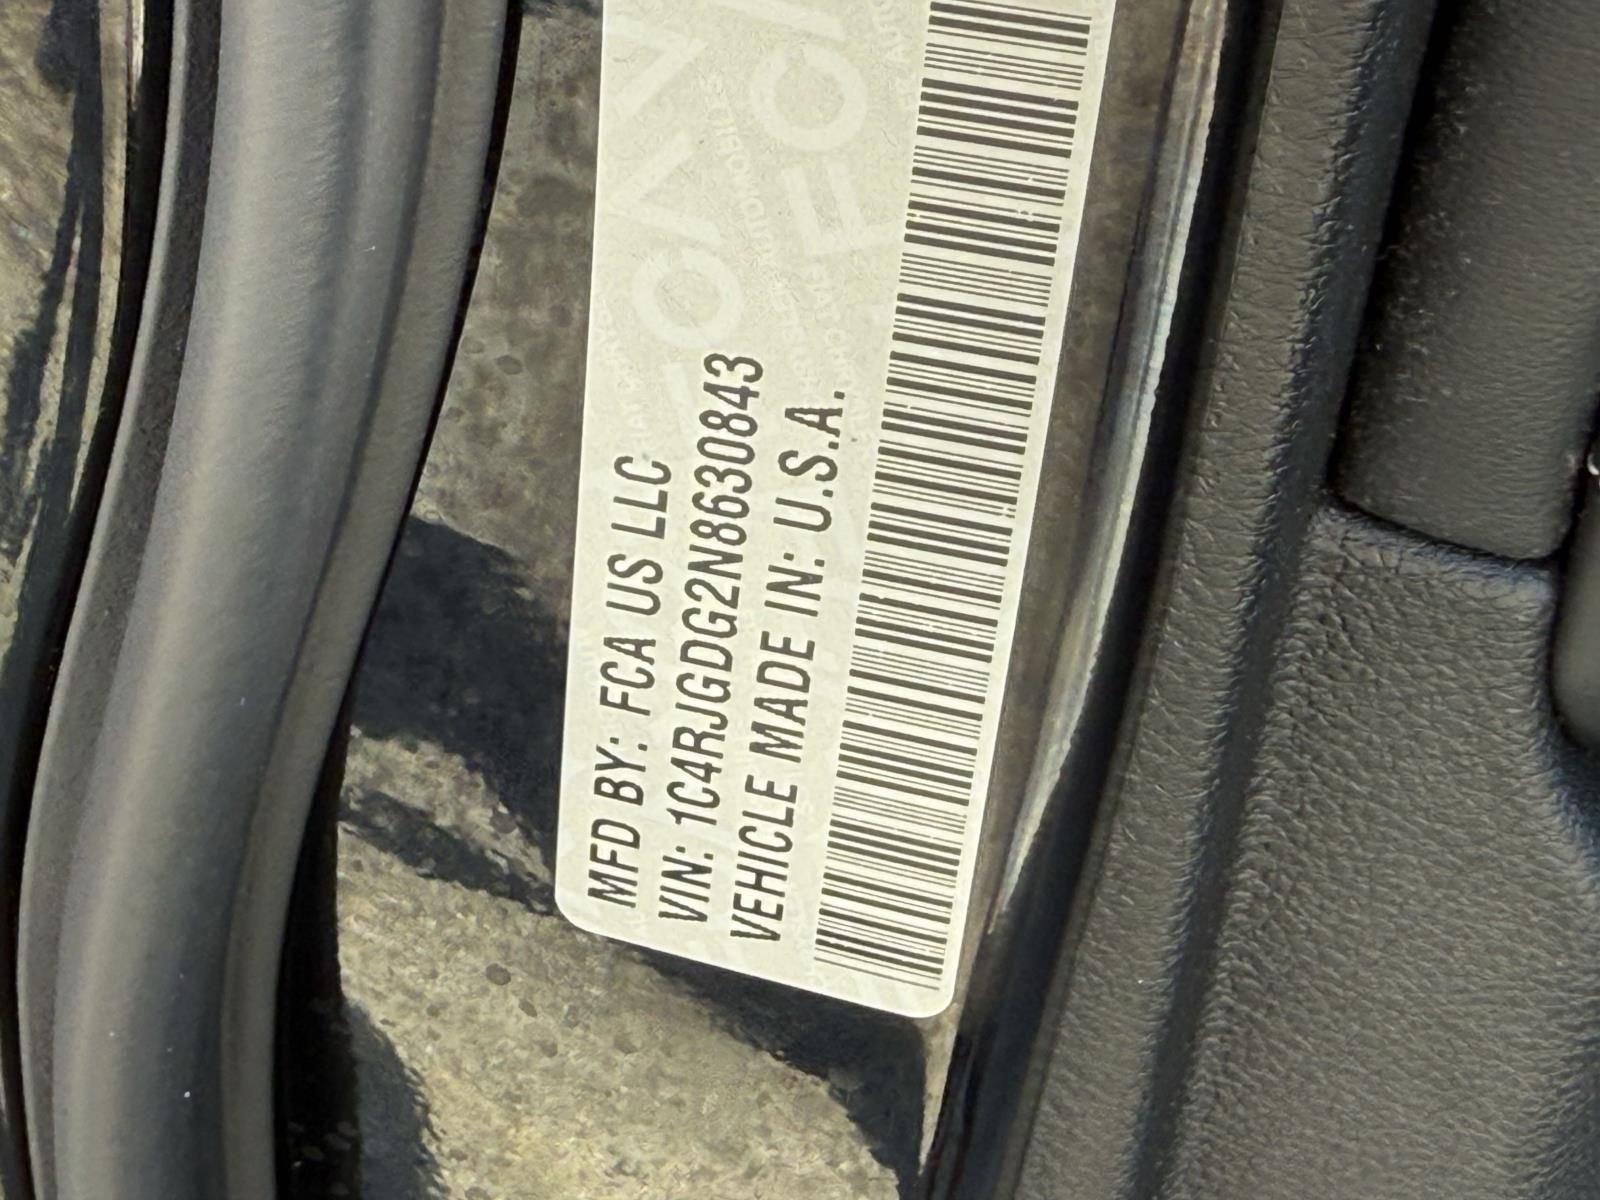 MFD BY: FCA US LLC
VIN: 1C4RJGDG2N8630843
VEHICLE MADE IN: U.S.A.